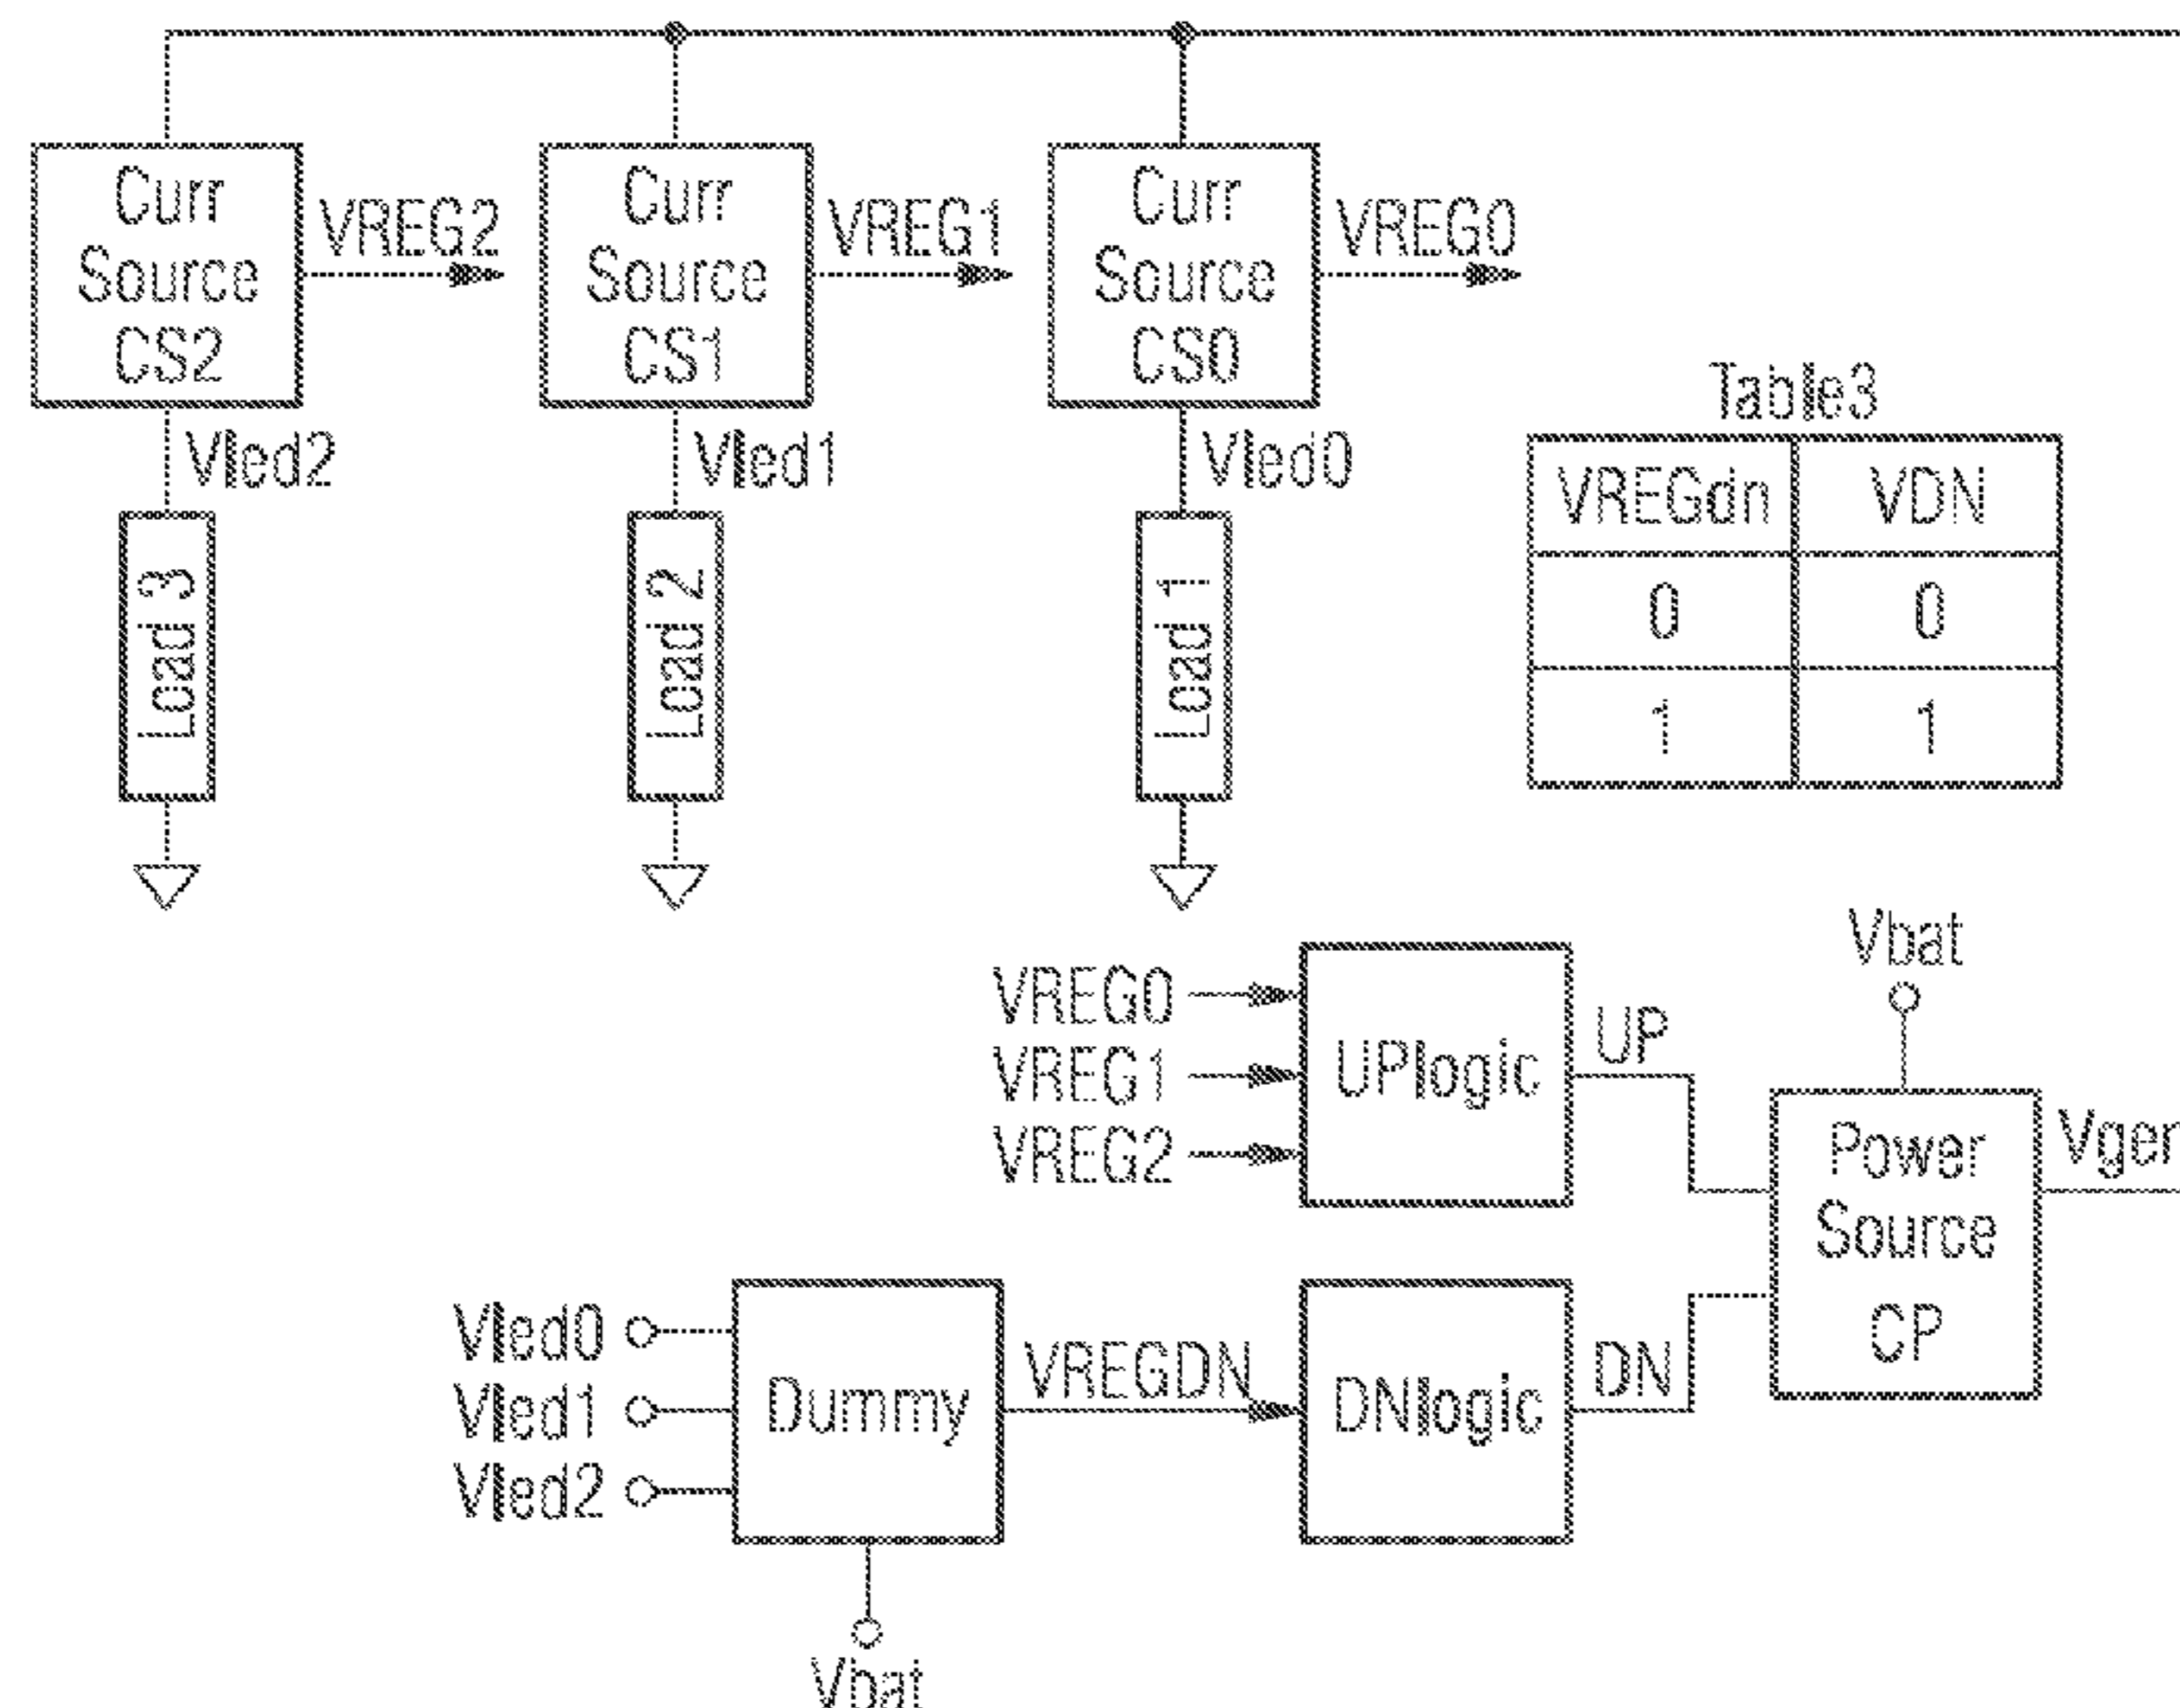 Curr
Source
CS2
VREG2
Curr
Source
CS1
VREG1
Curr
Source
CS0
VREG0
Vled2
Vled1
Vled0
Load 3
Load 2
Load 1
Table3
VREGdn VDN
0 0
1 1
VREG0
VREG1
VREG2
UPlogic
UP
Vbat
Power
Source
CP
Vled0
Vled1
Vled2
Dummy
VREGDN
DNlogic
DN
Vbat